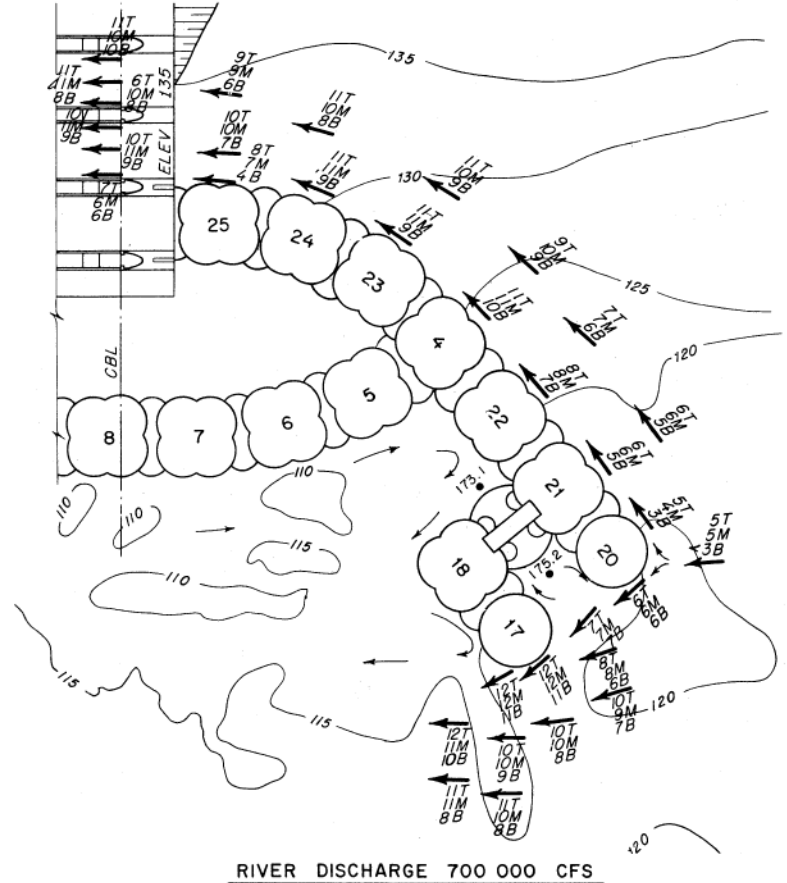 11T
10M
10B
11T
11M
8B
6T
10M
8B
10V
11M
9B
10T
11M
9B
7T
6M
6B
ELEV 135
9T
9M
6B
10T
10M
7B
8T
7M
4B
11T
10M
8B
11T
11M
9B
11T
10M
9B
11T
11M
9B
9T
10M
9B
11T
11M
10B
7T
7M
6B
8T
8M
7B
6T
6M
5B
6T
6M
5B
5T
4M
3B
5T
5M
3B
6T
6M
6B
7T
7M
8T
8M
6B
10T
9M
7B
12T
12M
11B
12T
12M
11B
12T
11M
10B
10T
10M
9B
10T
10M
8B
11T
11M
8B
11T
10M
8B
135
130
125
120
25
24
23
4
22
21
20
5
6
7
8
18
17
CBL
173.1
175.2
110
110
110
115
110
115
115
120
120
RIVER DISCHARGE 700 000 CFS